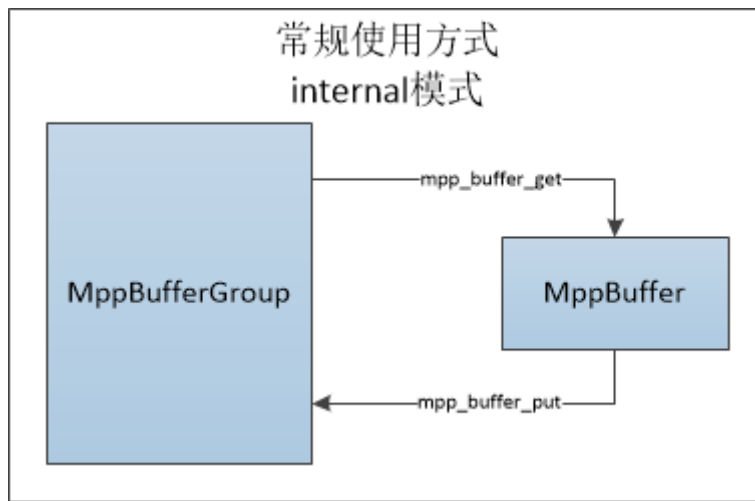 常规使用方式
internal模式
mpp_buffer_get
MppBufferGroup
MppBuffer
mpp_buffer_put